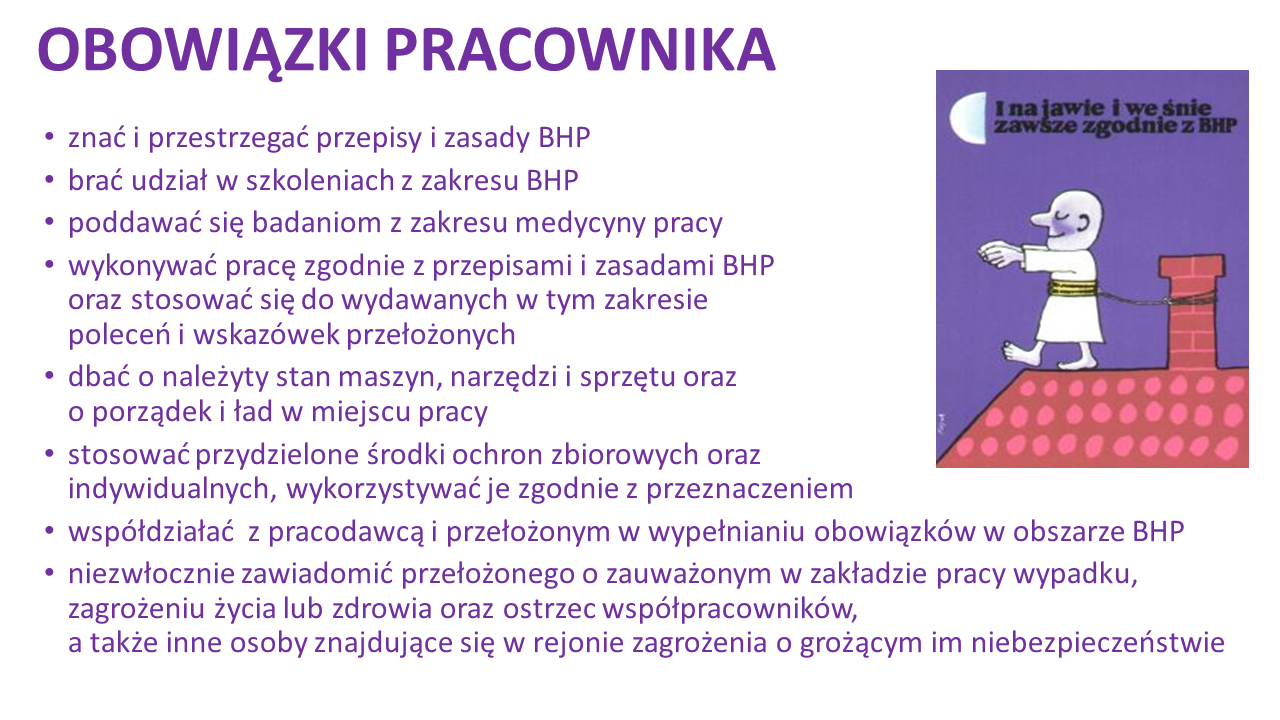 OBOWIĄZKI PRACOWNIKA
I na jawie i we śnie
zawsze zgodnie z BHP
• znać i przestrzegać przepisy i zasady BHP
• brać udział w szkoleniach z zakresu BHP
• poddawać się badaniom z zakresu medycyny pracy
• wykonywać pracę zgodnie z przepisami i zasadami BHP
oraz stosować się do wydawanych w tym zakresie
poleceń i wskazówek przełożonych
• dbać o należyty stan maszyn, narzędzi i sprzętu oraz
o porządek i ład w miejscu pracy
• stosować przydzielone środki ochron zbiorowych oraz
indywidualnych, wykorzystywać je zgodnie z przeznaczeniem
• współdziałać  z pracodawcą i przełożonym w wypełnianiu obowiązków w obszarze BHP
• niezwłocznie zawiadomić przełożonego o zauważonym w zakładzie pracy wypadku,
zagrożeniu życia lub zdrowia oraz ostrzec współpracowników,
a także inne osoby znajdujące się w rejonie zagrożenia o grożącym im niebezpieczeństwie